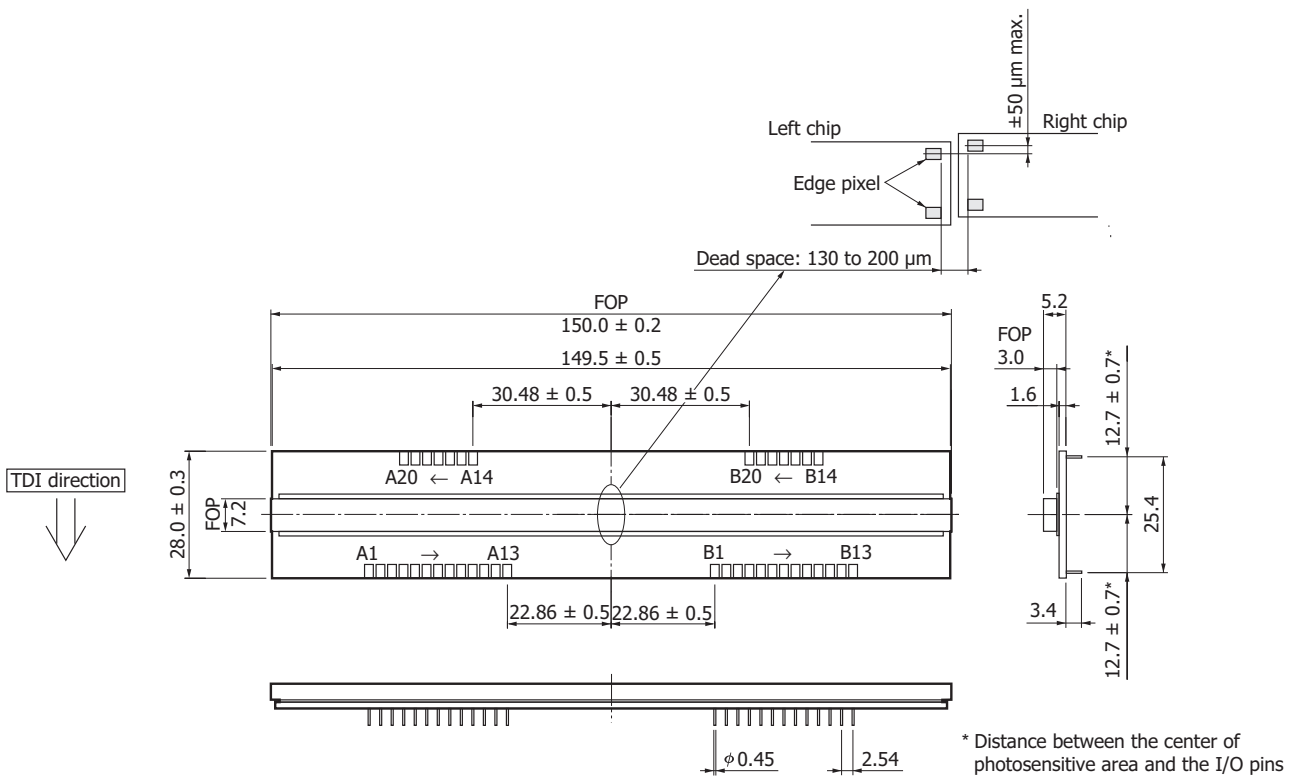 ±50 µm max.
Left chip
Right chip
Edge pixel
Dead space: 130 to 200 µm
FOP
150.0 ± 0.2
149.5 ± 0.5
30.48 ± 0.5
30.48 ± 0.5
5.2
FOP
3.0
1.6
12.7 ± 0.7*
TDI direction
28.0 ± 0.3
FOP
7.2
A20 ← A14
B20 ← B14
A1 → A13
B1 → B13
25.4
22.86 ± 0.5
22.86 ± 0.5
3.4
12.7 ± 0.7*
ϕ0.45
2.54
* Distance between the center of
photosensitive area and the I/O pins